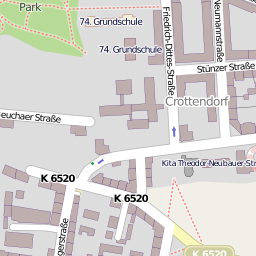 Park
74. Grundschule
74. Grundschule
Friedrich-Dittes-Straße
Neumannstraße
Stünzer Straße
Crottendorf
euchaer Straße
Kita Theodor-Neubauer-Str
K 6520
K 6520
K 6520
gerstraße